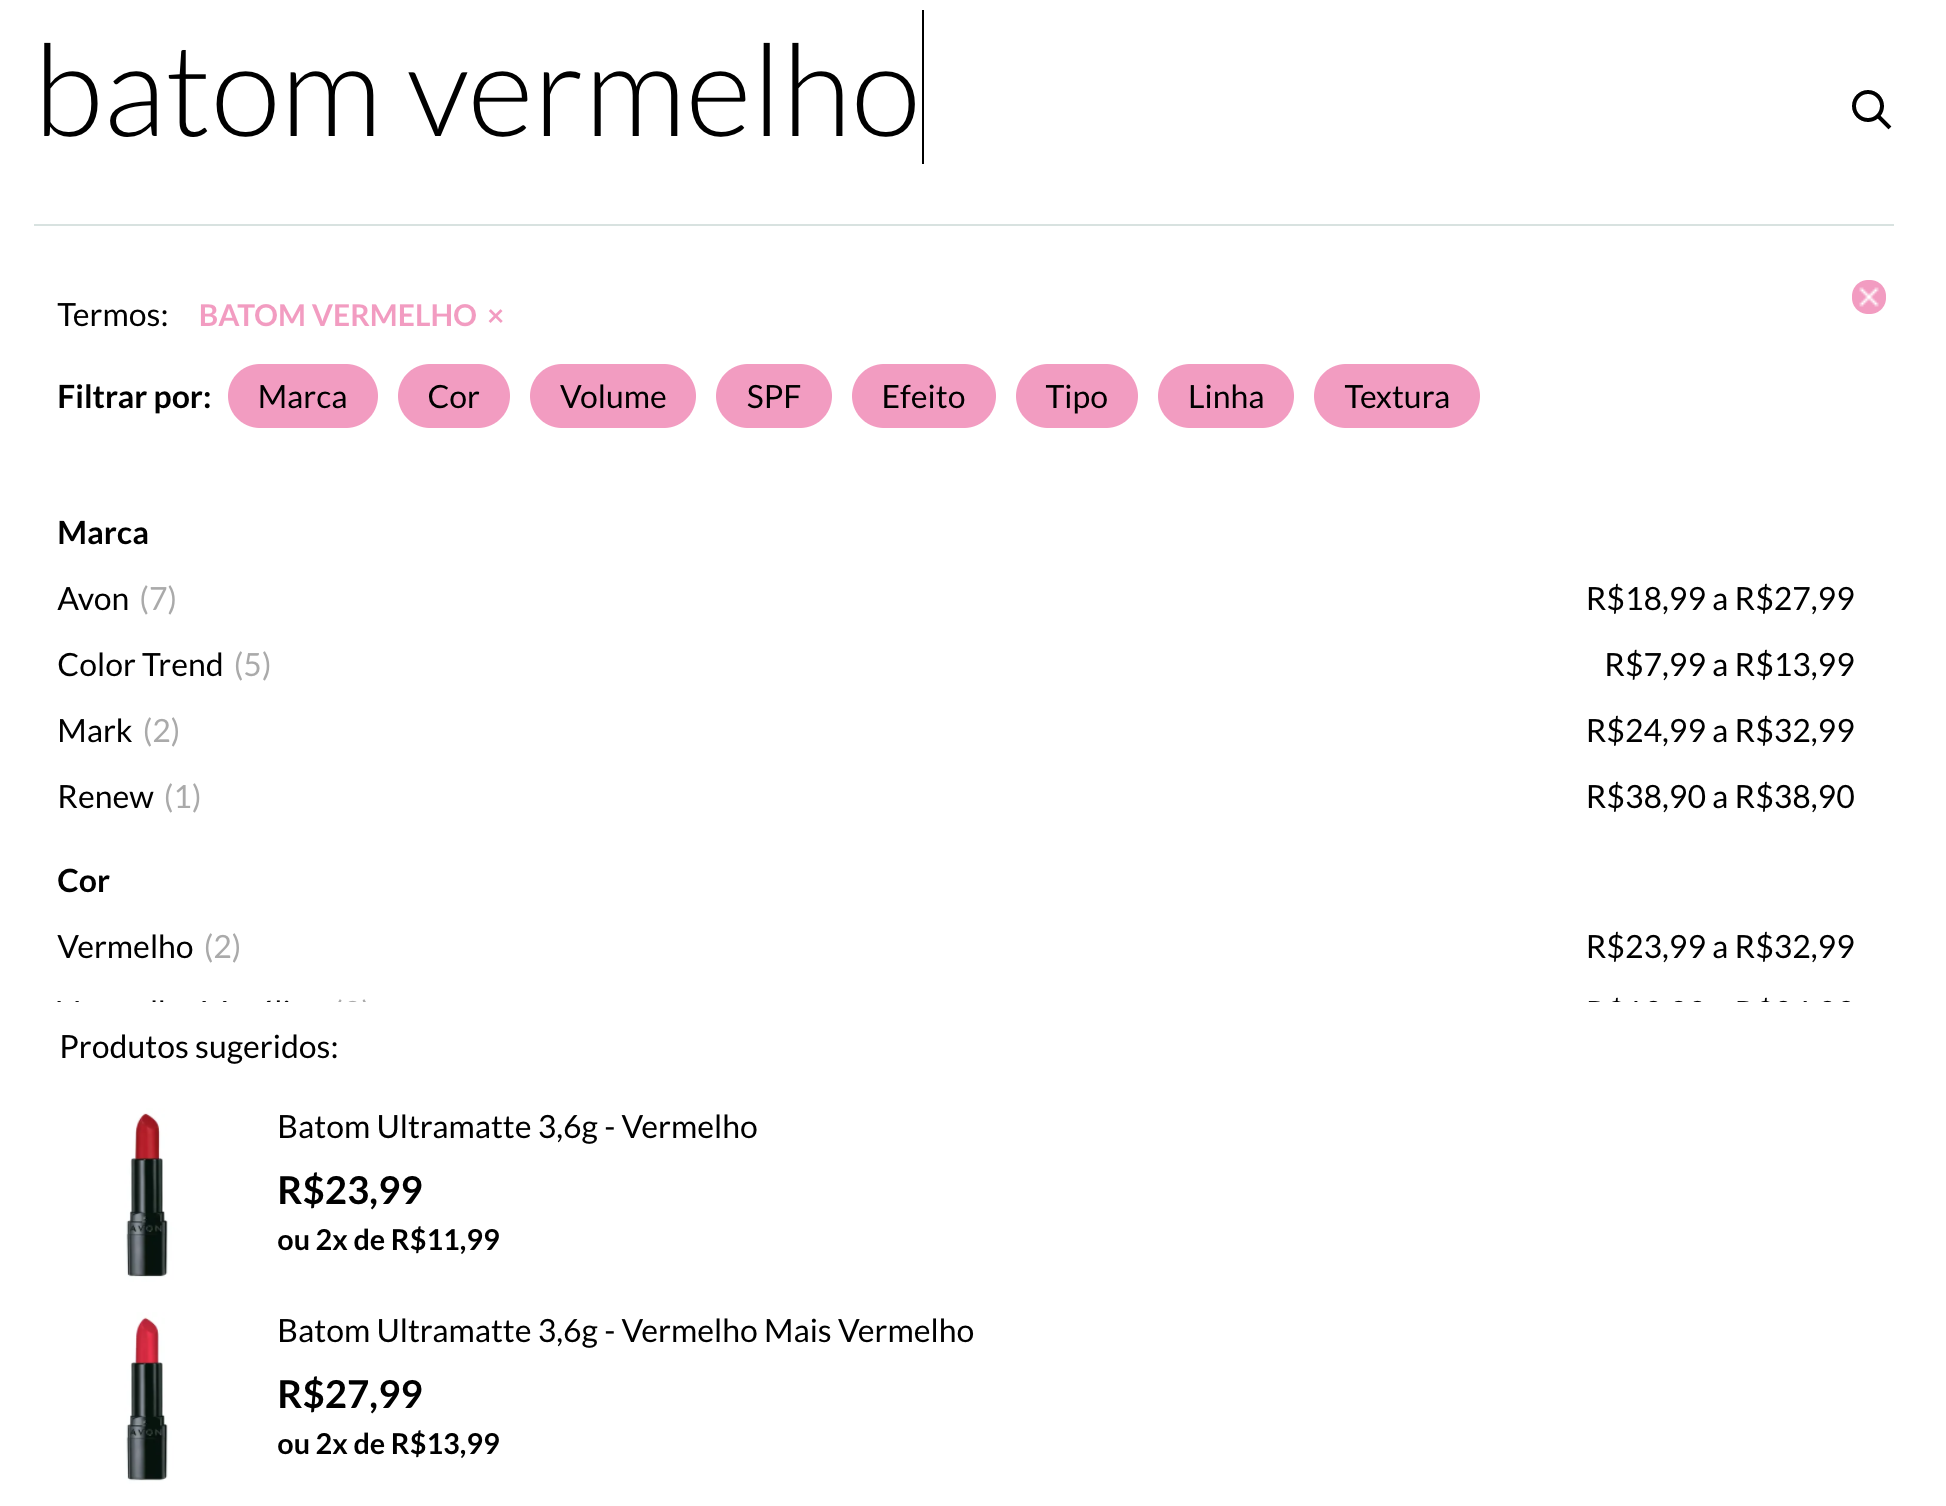 batom vermelho
Termos: BATOM VERMELHO ×
Filtrar por: Marca Cor Volume SPF Efeito Tipo Linha Textura
Marca
Avon (7) R$18,99 a R$27,99
Color Trend (5) R$7,99 a R$13,99
Mark (2) R$24,99 a R$32,99
Renew (1) R$38,90 a R$38,90
Cor
Vermelho (2) R$23,99 a R$32,99
Produtos sugeridos:
Batom Ultramatte 3,6g - Vermelho
R$23,99
ou 2x de R$11,99
AVON
Batom Ultramatte 3,6g - Vermelho Mais Vermelho
R$27,99
ou 2x de R$13,99
AVON